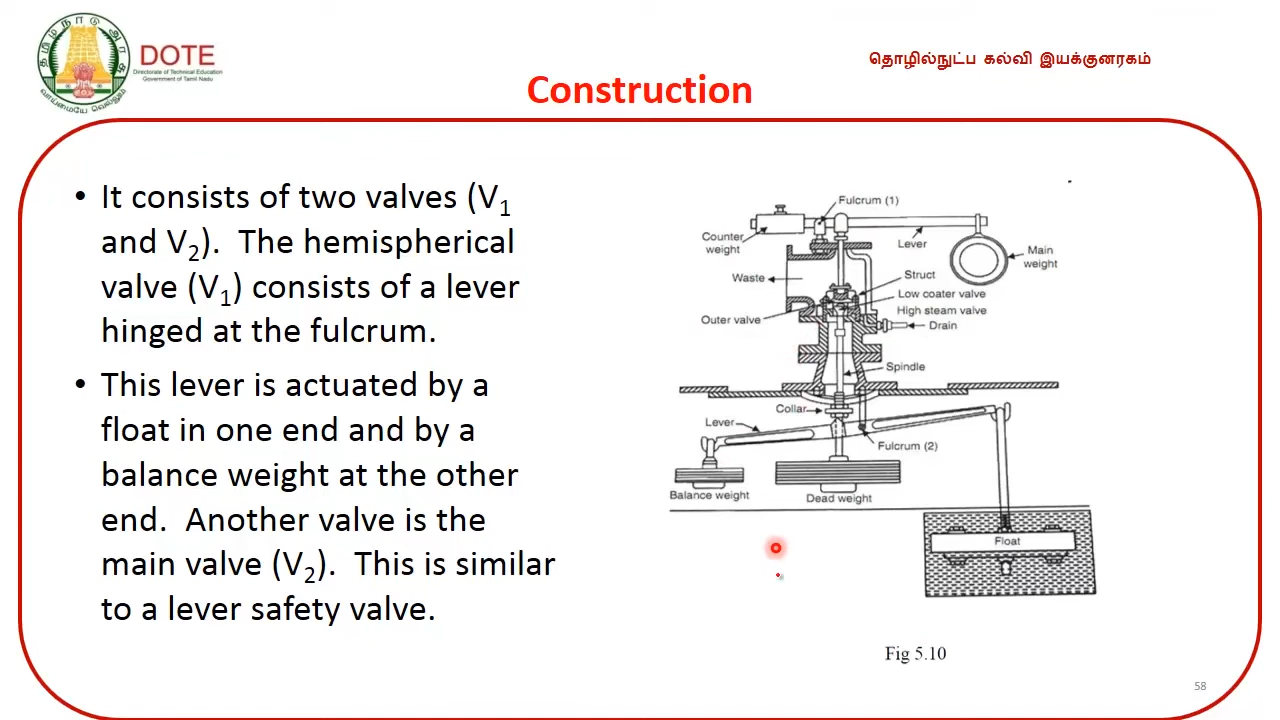 தமிழ்நாடு அரசு
வாய்மையே வெல்லும்
DOTE
Directorate of Technical Education
Government of Tamil Nadu
தொழில்நுட்ப கல்வி இயக்குனரகம்
Construction
• It consists of two valves (V1
and V2).  The hemispherical
valve (V1) consists of a lever
hinged at the fulcrum.
• This lever is actuated by a
float in one end and by a
balance weight at the other
end.  Another valve is the
main valve (V2).  This is similar
to a lever safety valve.
Fulcrum (1)
Counter
weight
Lever
Main
weight
Waste
Struct
Low coater valve
High steam valve
Outer valve
Drain
Spindle
Collar
Lever
Fulcrum (2)
Balance weight
Dead weight
Float
Fig 5.10
58